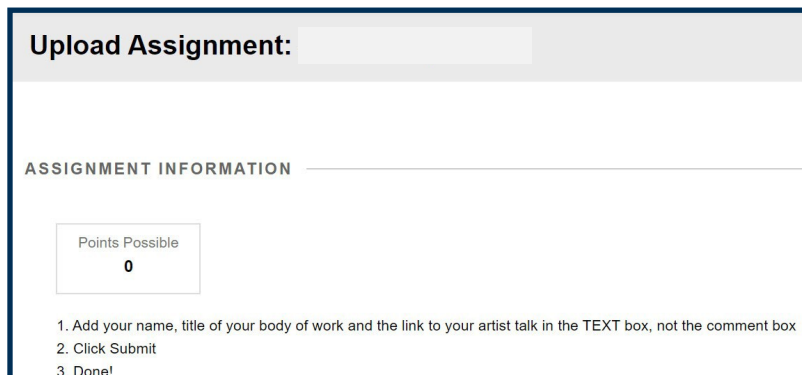 Upload Assignment:
ASSIGNMENT INFORMATION
Points Possible
0
1. Add your name, title of your body of work and the link to your artist talk in the TEXT box, not the comment box
2. Click Submit
3. Done!